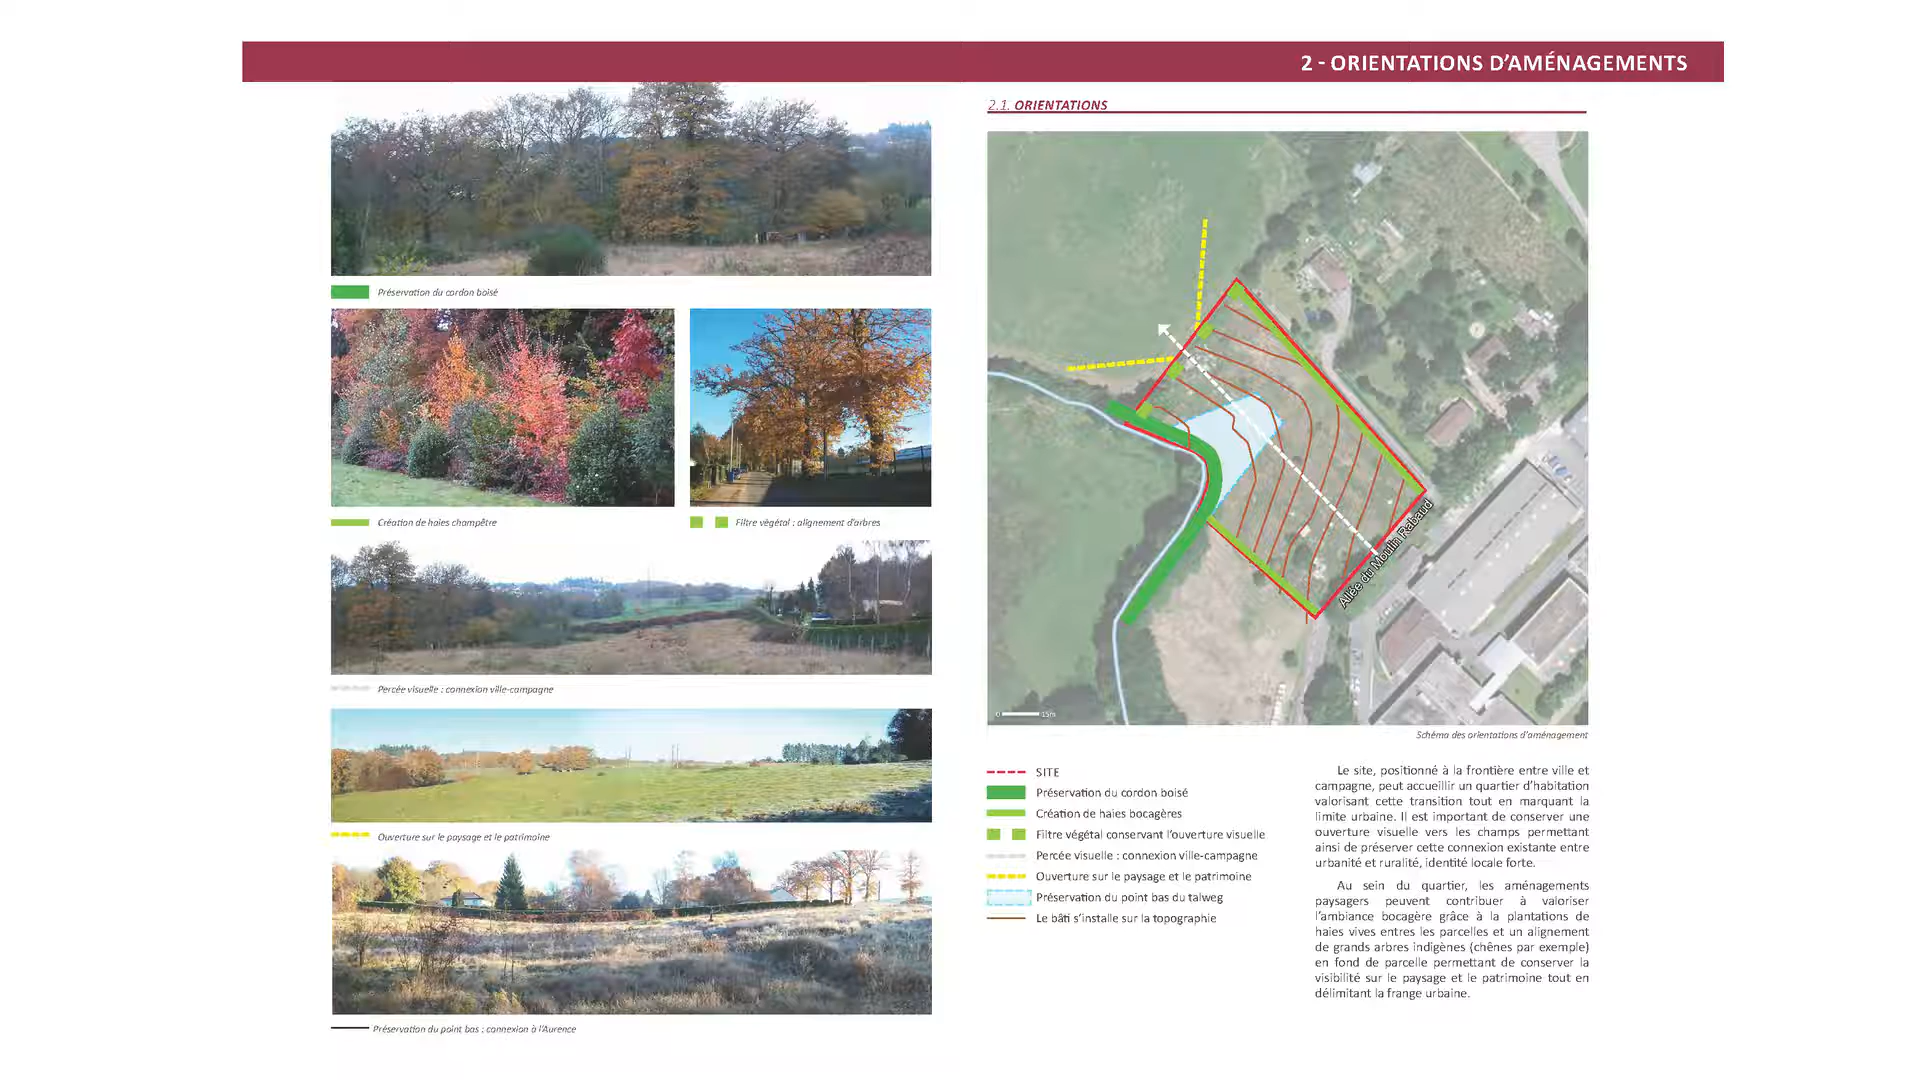 2 - ORIENTATIONS D'AMÉNAGEMENTS
Préservation du cordon boisé
Création de haies champêtre
Filtre végétal : alignement d'arbres
Percée visuelle : connexion ville-campagne
Ouverture sur le paysage et le patrimoine
Préservation du point bas : connexion à l'Aurence
2.1. ORIENTATIONS
Allée du Moulin Rabaud
0 15m
Schéma des orientations d'aménagement
SITE
Préservation du cordon boisé
Création de haies bocagères
Filtre végétal conservant l'ouverture visuelle
Percée visuelle : connexion ville-campagne
Ouverture sur le paysage et le patrimoine
Préservation du point bas du talweg
Le bâti s'installe sur la topographie
Le site, positionné à la frontière entre ville et
campagne, peut accueillir un quartier d'habitation
valorisant cette transition tout en marquant la
limite urbaine. Il est important de conserver une
ouverture visuelle vers les champs permettant
ainsi de préserver cette connexion existante entre
urbanité et ruralité, identité locale forte.
Au sein du quartier, les aménagements
paysagers peuvent contribuer à valoriser
l'ambiance bocagère grâce à la plantations de
haies vives entres les parcelles et un alignement
de grands arbres indigènes (chênes par exemple)
en fond de parcelle permettant de conserver la
visibilité sur le paysage et le patrimoine tout en
délimitant la frange urbaine.